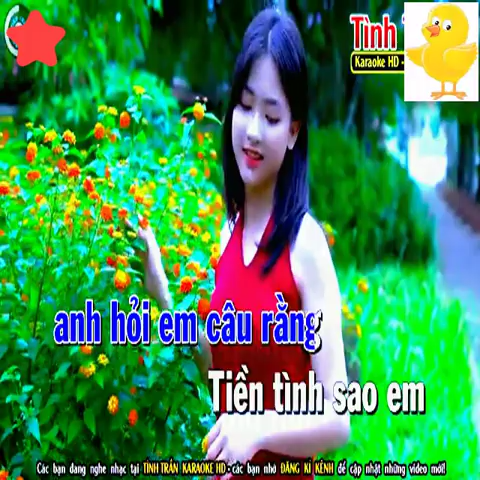 Tình
Karaoke HD -
anh hỏi em câu rằng
Tiền tình sao em
Các bạn đang nghe nhạc tại TÌNH TRẦN KARAOKE HD - các bạn nhớ ĐĂNG KÍ KÊNH để cập nhật những video mới!